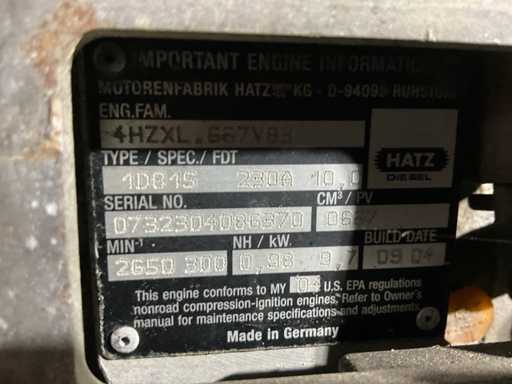 IMPORTANT ENGINE INFORMATION
MOTORENFABRIK HATZ KG - D-94099 RUHSTORF
ENG.FAM.
4HZXL.667V83
HATZ
DIESEL
TYPE / SPEC./ FDT
1D81S 230A 10,0
SERIAL NO. CM³ / PV
0732304086370 0667
MIN⁻¹ NH / kW. BUILD DATE
2650 300 0,98 9,7 09 04
This engine conforms to MY 04 U.S. EPA regulations
nonroad compression-ignition engines. Refer to Owner's
manual for maintenance specifications and adjustments.
Made in Germany